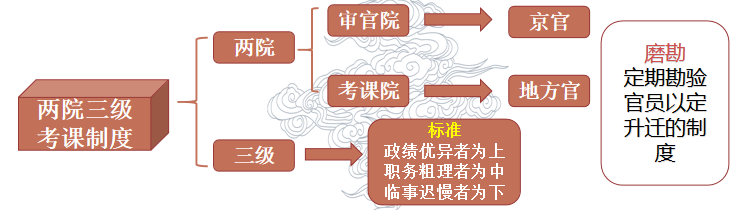 两院三级
考课制度
两院
审官院
京官
考课院
地方官
三级
标准
政绩优异者为上
职务粗理者为中
临事迟慢者为下
磨勘
定期勘验
官员以定
升迁的制
度